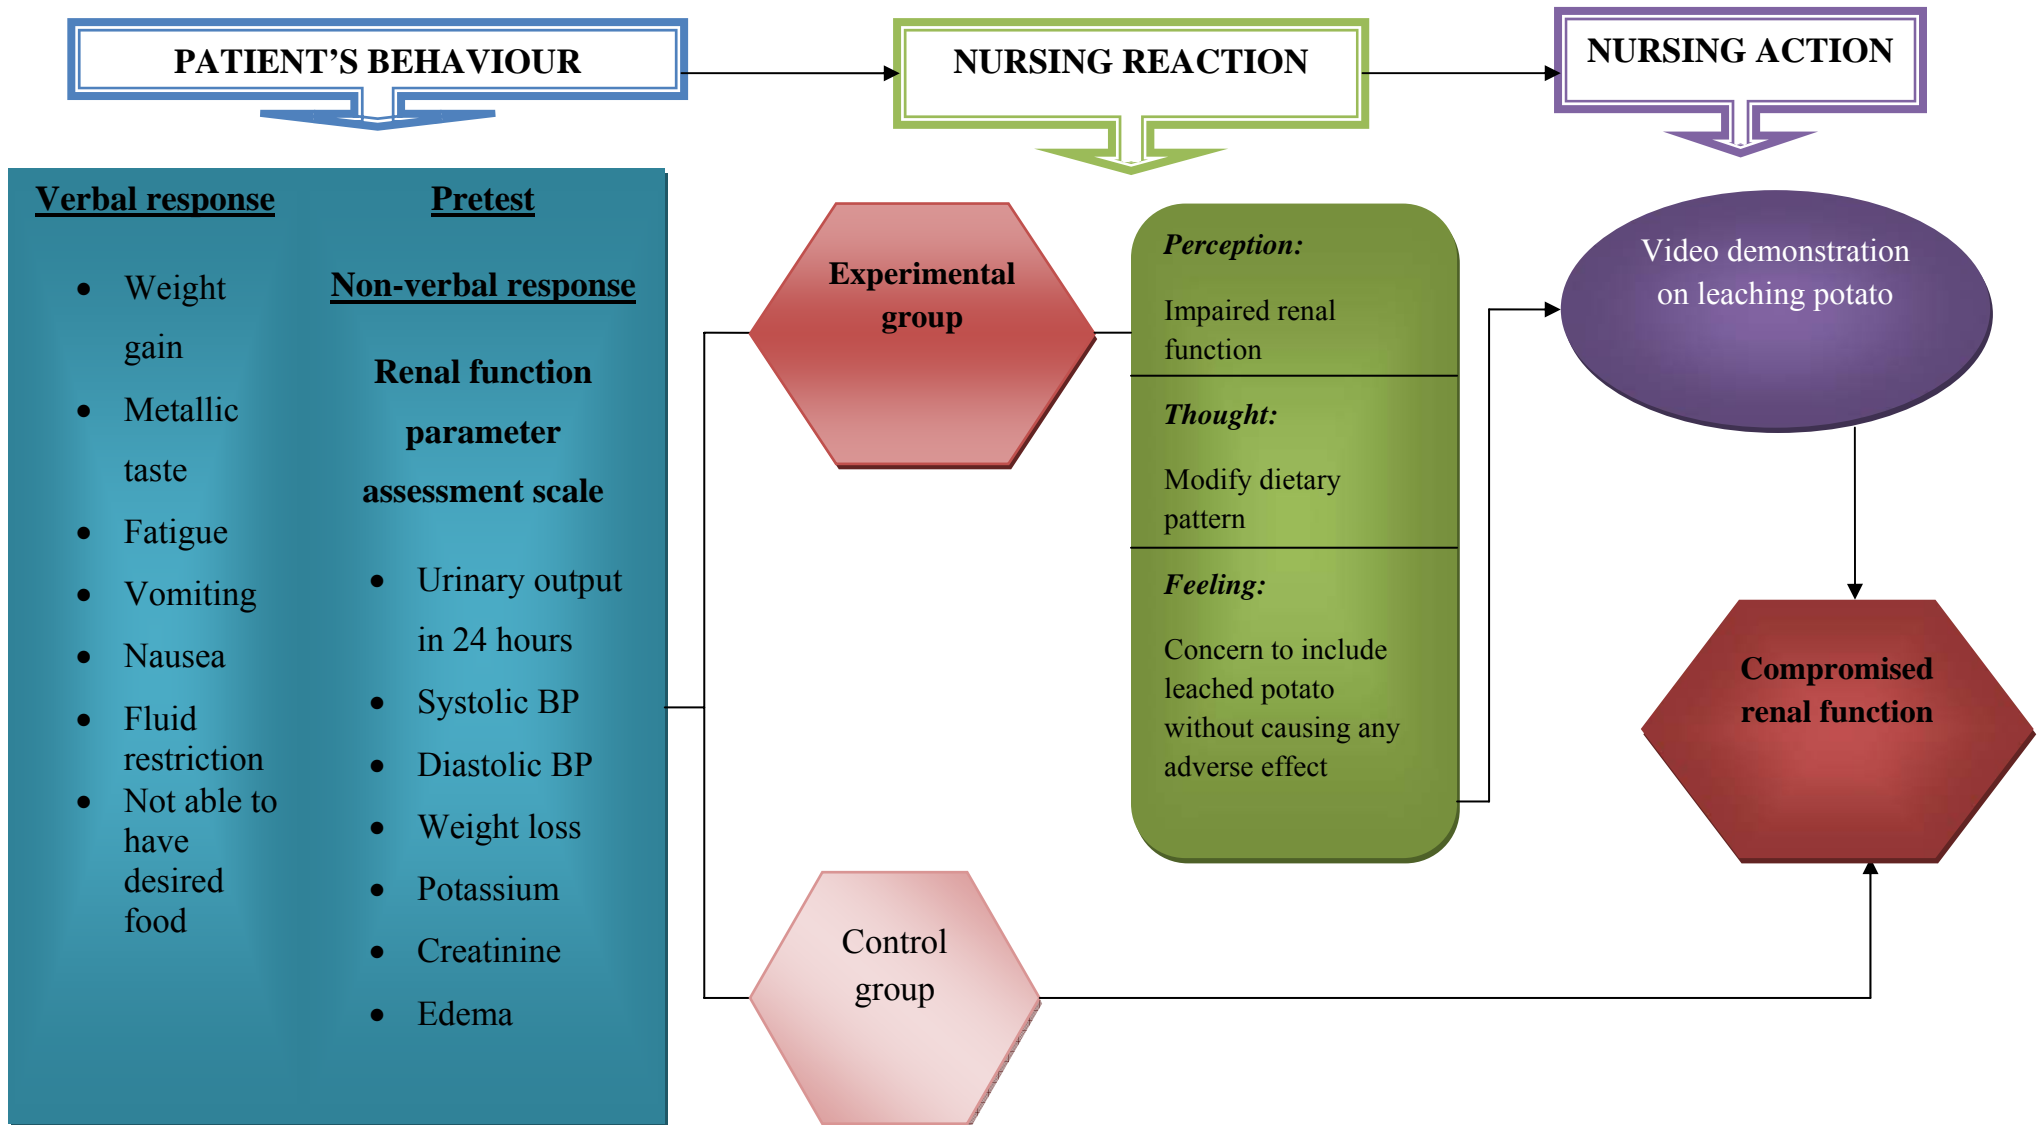 PATIENT'S BEHAVIOUR
NURSING REACTION
NURSING ACTION
Verbal response
• Weight
gain
• Metallic
taste
• Fatigue
• Vomiting
• Nausea
• Fluid
restriction
• Not able to
have
desired
food
Pretest
Non-verbal response
Renal function
parameter
assessment scale
• Urinary output
in 24 hours
• Systolic BP
• Diastolic BP
• Weight loss
• Potassium
• Creatinine
• Edema
Experimental
group
Control
group
Perception:
Impaired renal
function
Thought:
Modify dietary
pattern
Feeling:
Concern to include
leached potato
without causing any
adverse effect
Video demonstration
on leaching potato
Compromised
renal function